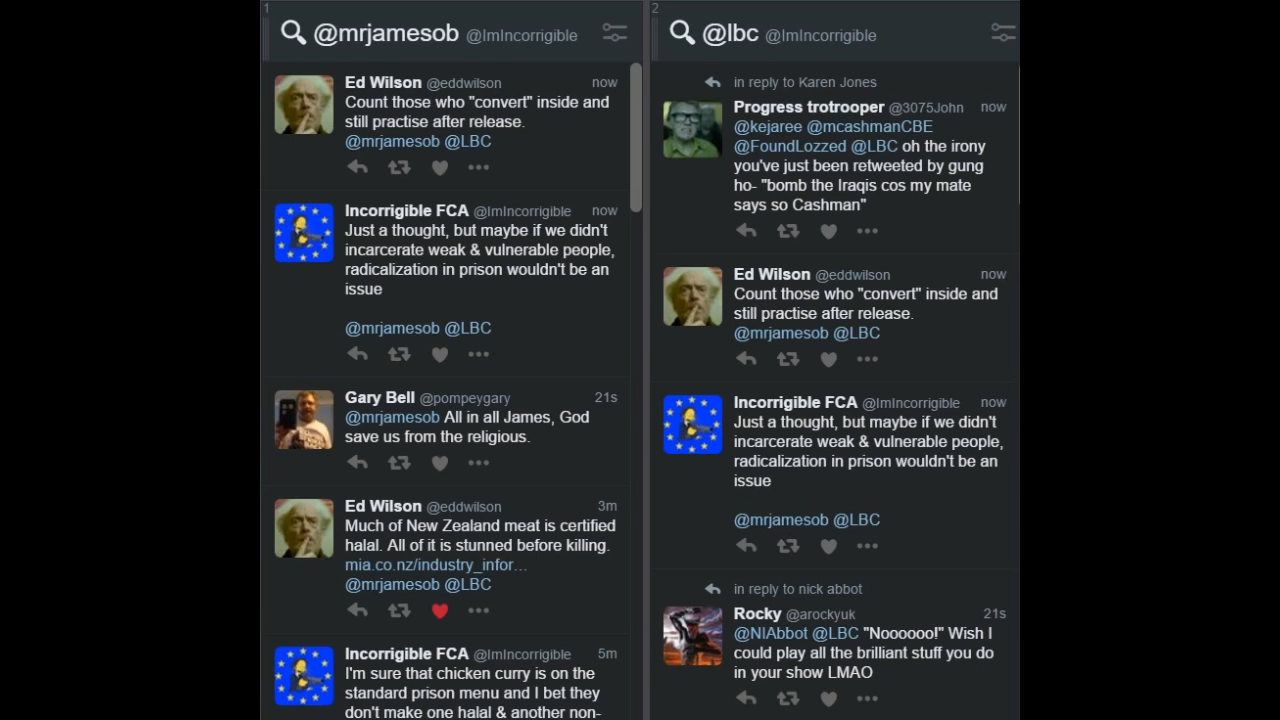 1
@mrjamesob @ImIncorrigible
Ed Wilson @eddwilson now
Count those who "convert" inside and
still practise after release.
@mrjamesob @LBC
Incorrigible FCA @ImIncorrigible now
Just a thought, but maybe if we didn't
incarcerate weak & vulnerable people,
radicalization in prison wouldn't be an
issue
@mrjamesob @LBC
Gary Bell @pompeygary 21s
@mrjamesob All in all James, God
save us from the religious.
Ed Wilson @eddwilson 3m
Much of New Zealand meat is certified
halal. All of it is stunned before killing.
mia.co.nz/industry_infor…
@mrjamesob @LBC
Incorrigible FCA @ImIncorrigible 5m
I'm sure that chicken curry is on the
standard prison menu and I bet they
don't make one halal & another non-
2
@lbc @ImIncorrigible
in reply to Karen Jones
Progress trotrooper @3075John now
@kejaree @mcashmanCBE
@FoundLozzed @LBC oh the irony
you've just been retweeted by gung
ho- "bomb the Iraqis cos my mate
says so Cashman"
Ed Wilson @eddwilson now
Count those who "convert" inside and
still practise after release.
@mrjamesob @LBC
Incorrigible FCA @ImIncorrigible now
Just a thought, but maybe if we didn't
incarcerate weak & vulnerable people,
radicalization in prison wouldn't be an
issue
@mrjamesob @LBC
in reply to nick abbot
Rocky @arockyuk 21s
@NIAbbot @LBC "Noooooo!" Wish I
could play all the brilliant stuff you do
in your show LMAO